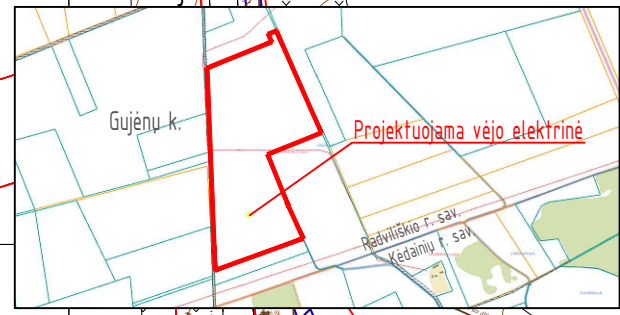 Gujėnų k.
Projektuojama vėjo elektrinė
Radviliškio r. sav.
Kėdainių r. sav.